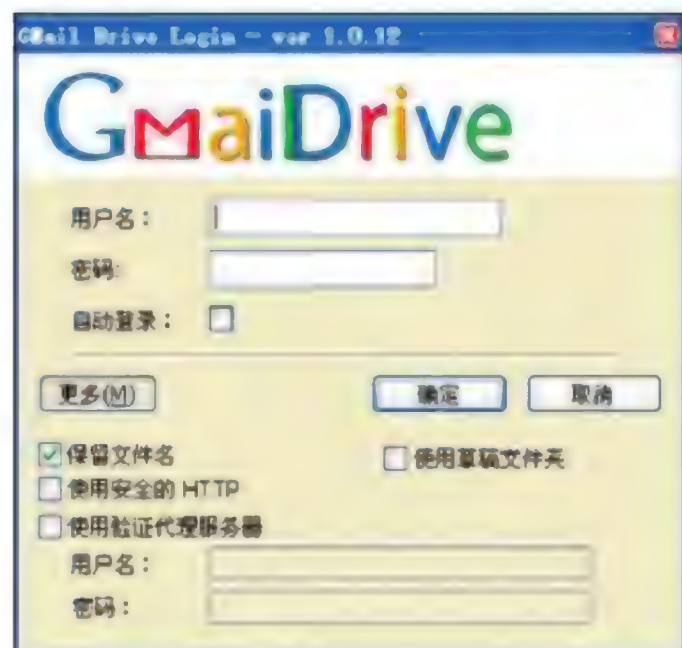 GMail Drive Login - ver 1.0.12
GMaiDrive
用户名：
密码:
自动登录：
更多(M) 确定 取消
保留文件名 使用草稿文件夹
使用安全的 HTTP
使用验证代理服务器
用户名：
密码：